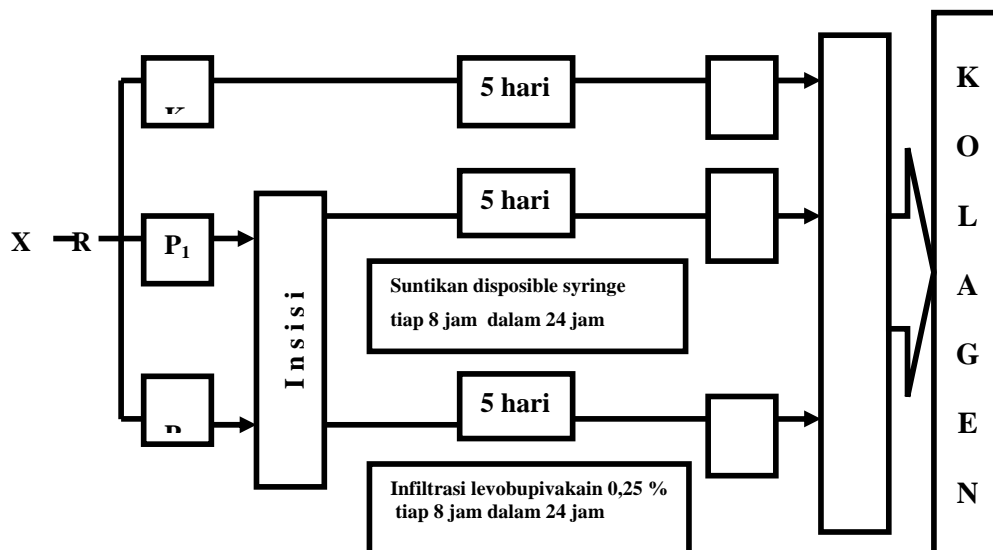 5 hari
X R P₁
5 hari
Suntikan disposible syringe
tiap 8 jam dalam 24 jam
Insisi
5 hari
Infiltrasi levobupivakain 0,25 %
tiap 8 jam dalam 24 jam
K
O
L
A
G
E
N